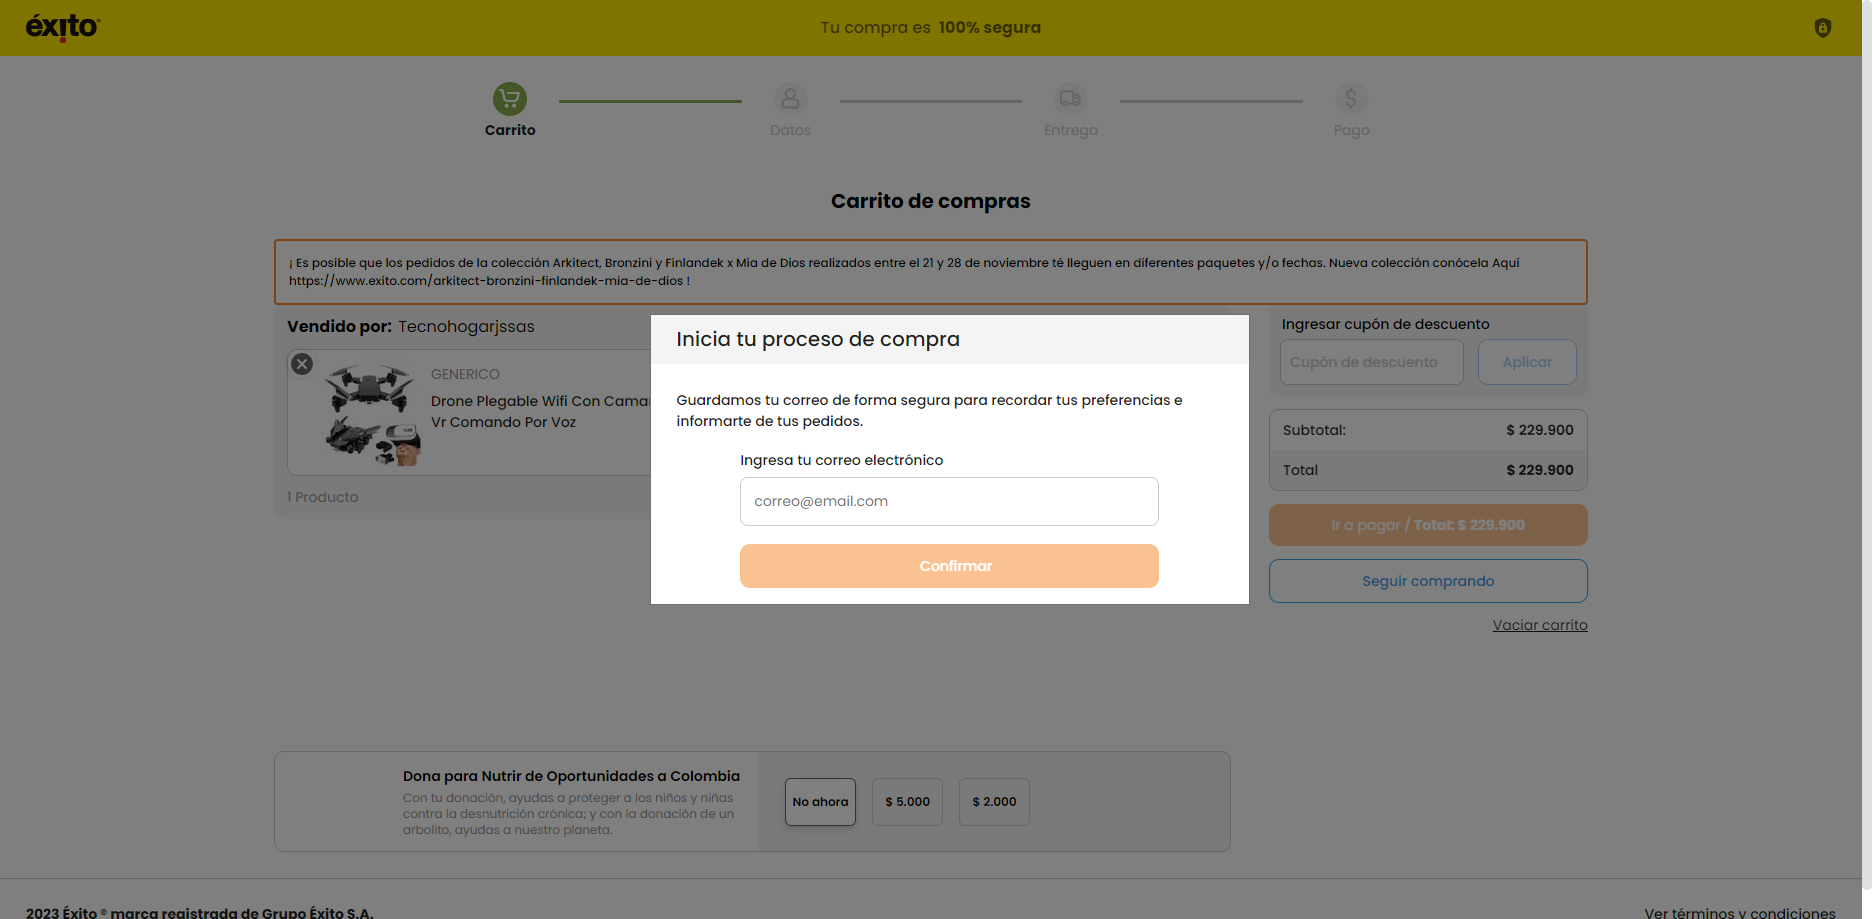 éxito
Tu compra es 100% segura
Carrito
Datos
Entrega
Pago
Carrito de compras
¡ Es posible que los pedidos de la colección Arkitect, Bronzini y Finlandek x Mia de Dios realizados entre el 21 y 28 de noviembre té lleguen en diferentes paquetes y/o fechas. Nueva colección conócela Aquí
https://www.exito.com/arkitect-bronzini-finlandek-mia-de-dios !
Vendido por: Tecnohogarjssas
GENERICO
Drone Plegable Wifi Con Camar
Vr Comando Por Voz
1 Producto
Inicia tu proceso de compra
Guardamos tu correo de forma segura para recordar tus preferencias e
informarte de tus pedidos.
Ingresa tu correo electrónico
correo@email.com
Confirmar
Ingresar cupón de descuento
Cupón de descuento
Aplicar
Subtotal: $ 229.900
Total $ 229.900
Ir a pagar / Total: $ 229.900
Seguir comprando
Vaciar carrito
Dona para Nutrir de Oportunidades a Colombia
Con tu donación, ayudas a proteger a los niños y niñas
contra la desnutrición crónica; y con la donación de un
arbolito, ayudas a nuestro planeta.
No ahora
$ 5.000
$ 2.000
2023 Éxito ® marca registrada de Grupo Éxito S.A.
Ver términos y condiciones